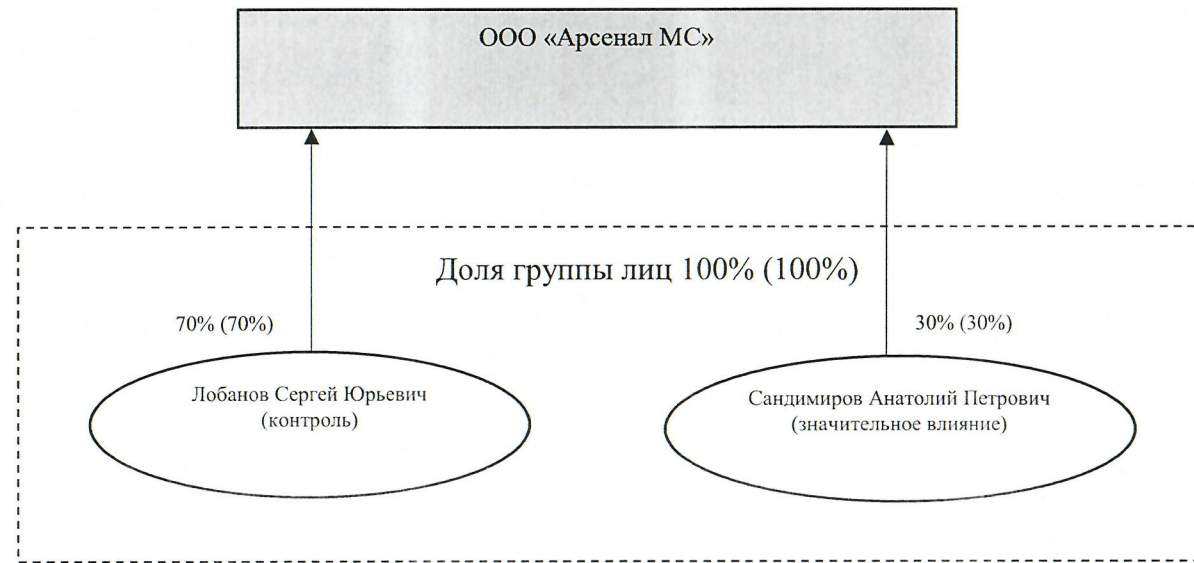 ООО «Арсенал МС»
Доля группы лиц 100% (100%)
70% (70%)
30% (30%)
Лобанов Сергей Юрьевич
(контроль)
Сандимиров Анатолий Петрович
(значительное влияние)